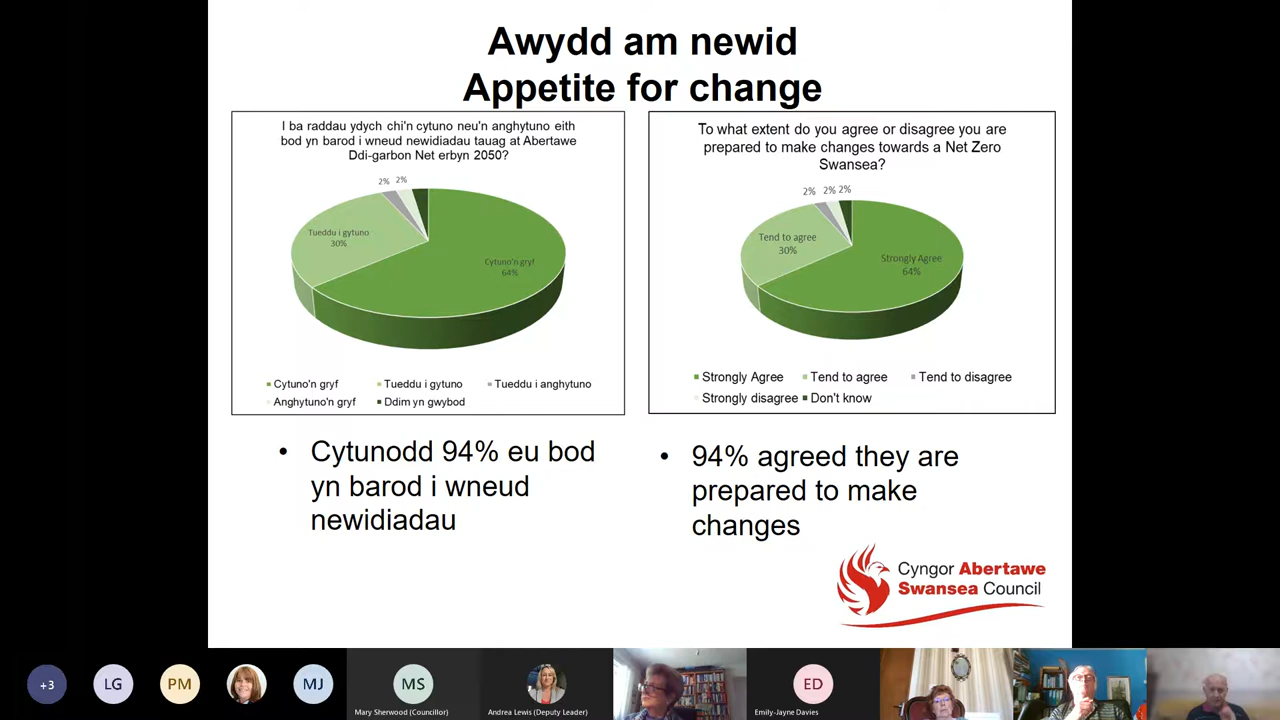 Awydd am newid
Appetite for change
I ba raddau ydych chi'n cytuno neu'n anghytuno eith
bod yn barod i wneud newidiadau tauag at Abertawe
Ddi-garbon Net erbyn 2050?
2% 2%
Tueddu i gytuno
30%
Cytuno'n gryf
64%
Cytuno'n gryf Tueddu i gytuno Tueddu i anghytuno
Anghytuno'n gryf Ddim yn gwybod
To what extent do you agree or disagree you are
prepared to make changes towards a Net Zero
Swansea?
2% 2% 2%
Tend to agree
30%
Strongly Agree
64%
Strongly Agree Tend to agree Tend to disagree
Strongly disagree Don't know
• Cytunodd 94% eu bod
yn barod i wneud
newidiadau
• 94% agreed they are
prepared to make
changes
Cyngor Abertawe
Swansea Council
+3 LG PM MJ MS ED
Mary Sherwood (Councillor) Andrea Lewis (Deputy Leader) Emily-Jayne Davies